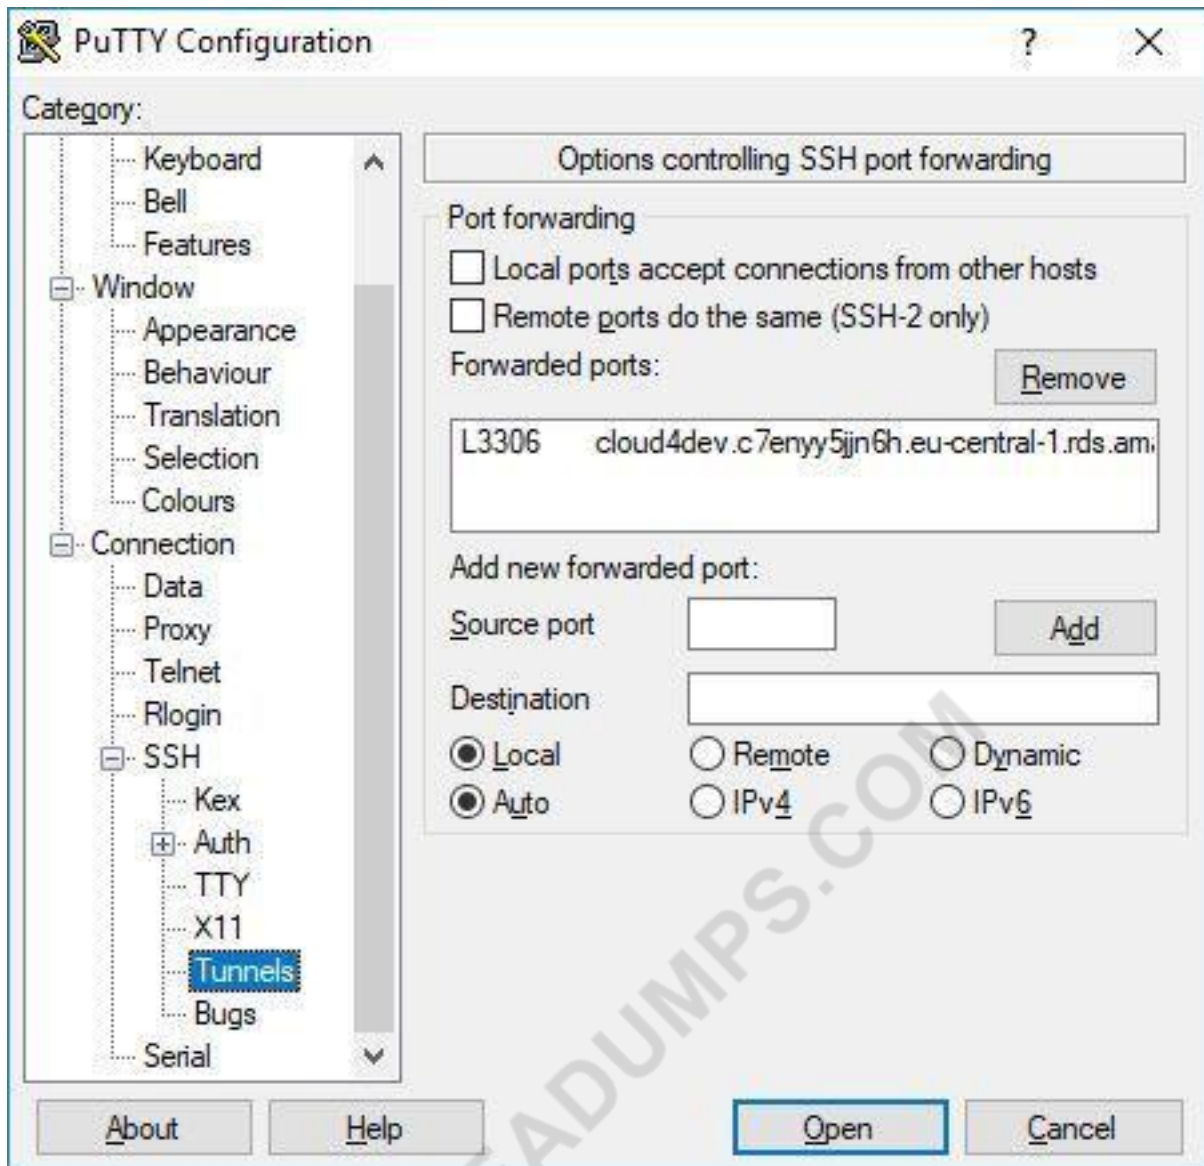 PuTTY Configuration
?
Category:
Keyboard
Bell
Features
Window
Appearance
Behaviour
Translation
Selection
Colours
Connection
Data
Proxy
Telnet
Rlogin
SSH
Kex
Auth
TTY
X11
Tunnels
Bugs
Serial
Options controlling SSH port forwarding
Port forwarding
Local ports accept connections from other hosts
Remote ports do the same (SSH-2 only)
Forwarded ports:
Remove
L3306 cloud4dev.c7enyy5jjn6h.eu-central-1.rds.ama
Add new forwarded port:
Source port
Add
Destination
Local Remote Dynamic
Auto IPv4 IPv6
About Help Open Cancel
EADUMPS.COM